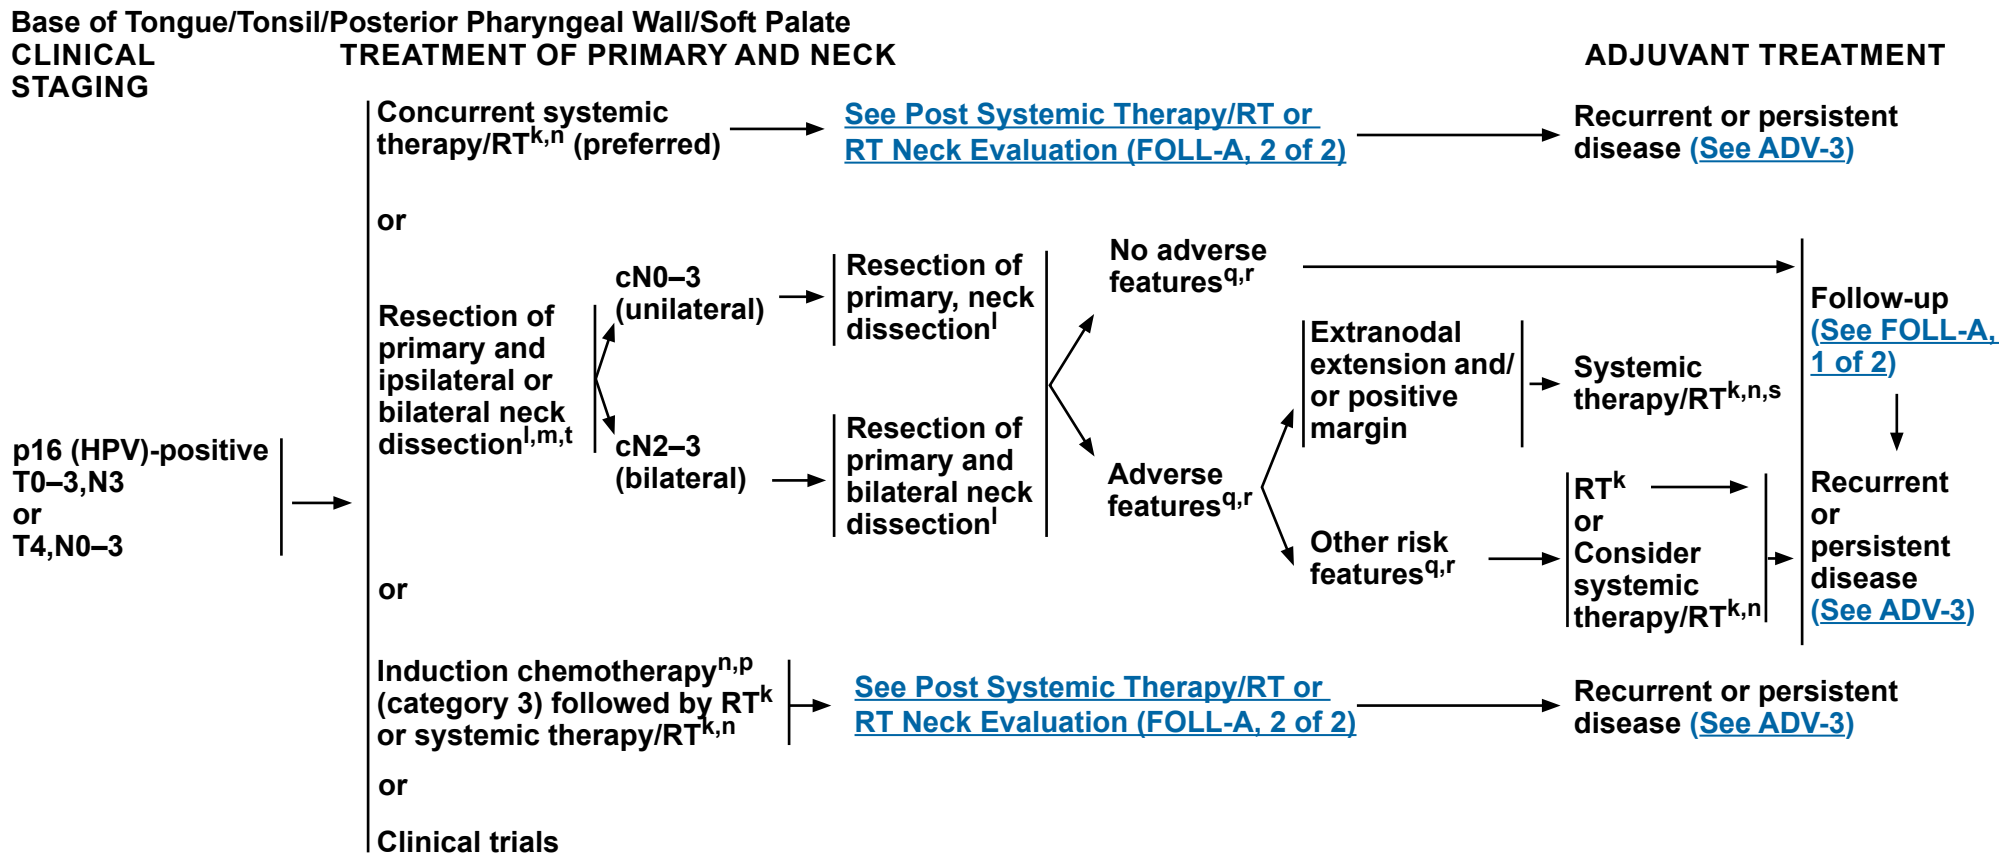 Base of Tongue/Tonsil/Posterior Pharyngeal Wall/Soft Palate
CLINICAL
STAGING
TREATMENT OF PRIMARY AND NECK
ADJUVANT TREATMENT
p16 (HPV)-positive
T0–3,N3
or
T4,N0–3
Concurrent systemic
therapy/RTk,n (preferred)
See Post Systemic Therapy/RT or
RT Neck Evaluation (FOLL-A, 2 of 2)
Recurrent or persistent
disease (See ADV-3)
or
Resection of
primary and
ipsilateral or
bilateral neck
dissectionl,m,t
cN0–3
(unilateral)
cN2–3
(bilateral)
Resection of
primary, neck
dissectionl
Resection of
primary and
bilateral neck
dissectionl
No adverse
featuresq,r
Adverse
featuresq,r
Extranodal
extension and/
or positive
margin
Systemic
therapy/RTk,n,s
Other risk
featuresq,r
RTk
or
Consider
systemic
therapy/RTk,n
Follow-up
(See FOLL-A,
1 of 2)
Recurrent
or
persistent
disease
(See ADV-3)
or
Induction chemotherapyn,p
(category 3) followed by RTk
or systemic therapy/RTk,n
See Post Systemic Therapy/RT or
RT Neck Evaluation (FOLL-A, 2 of 2)
Recurrent or persistent
disease (See ADV-3)
or
Clinical trials